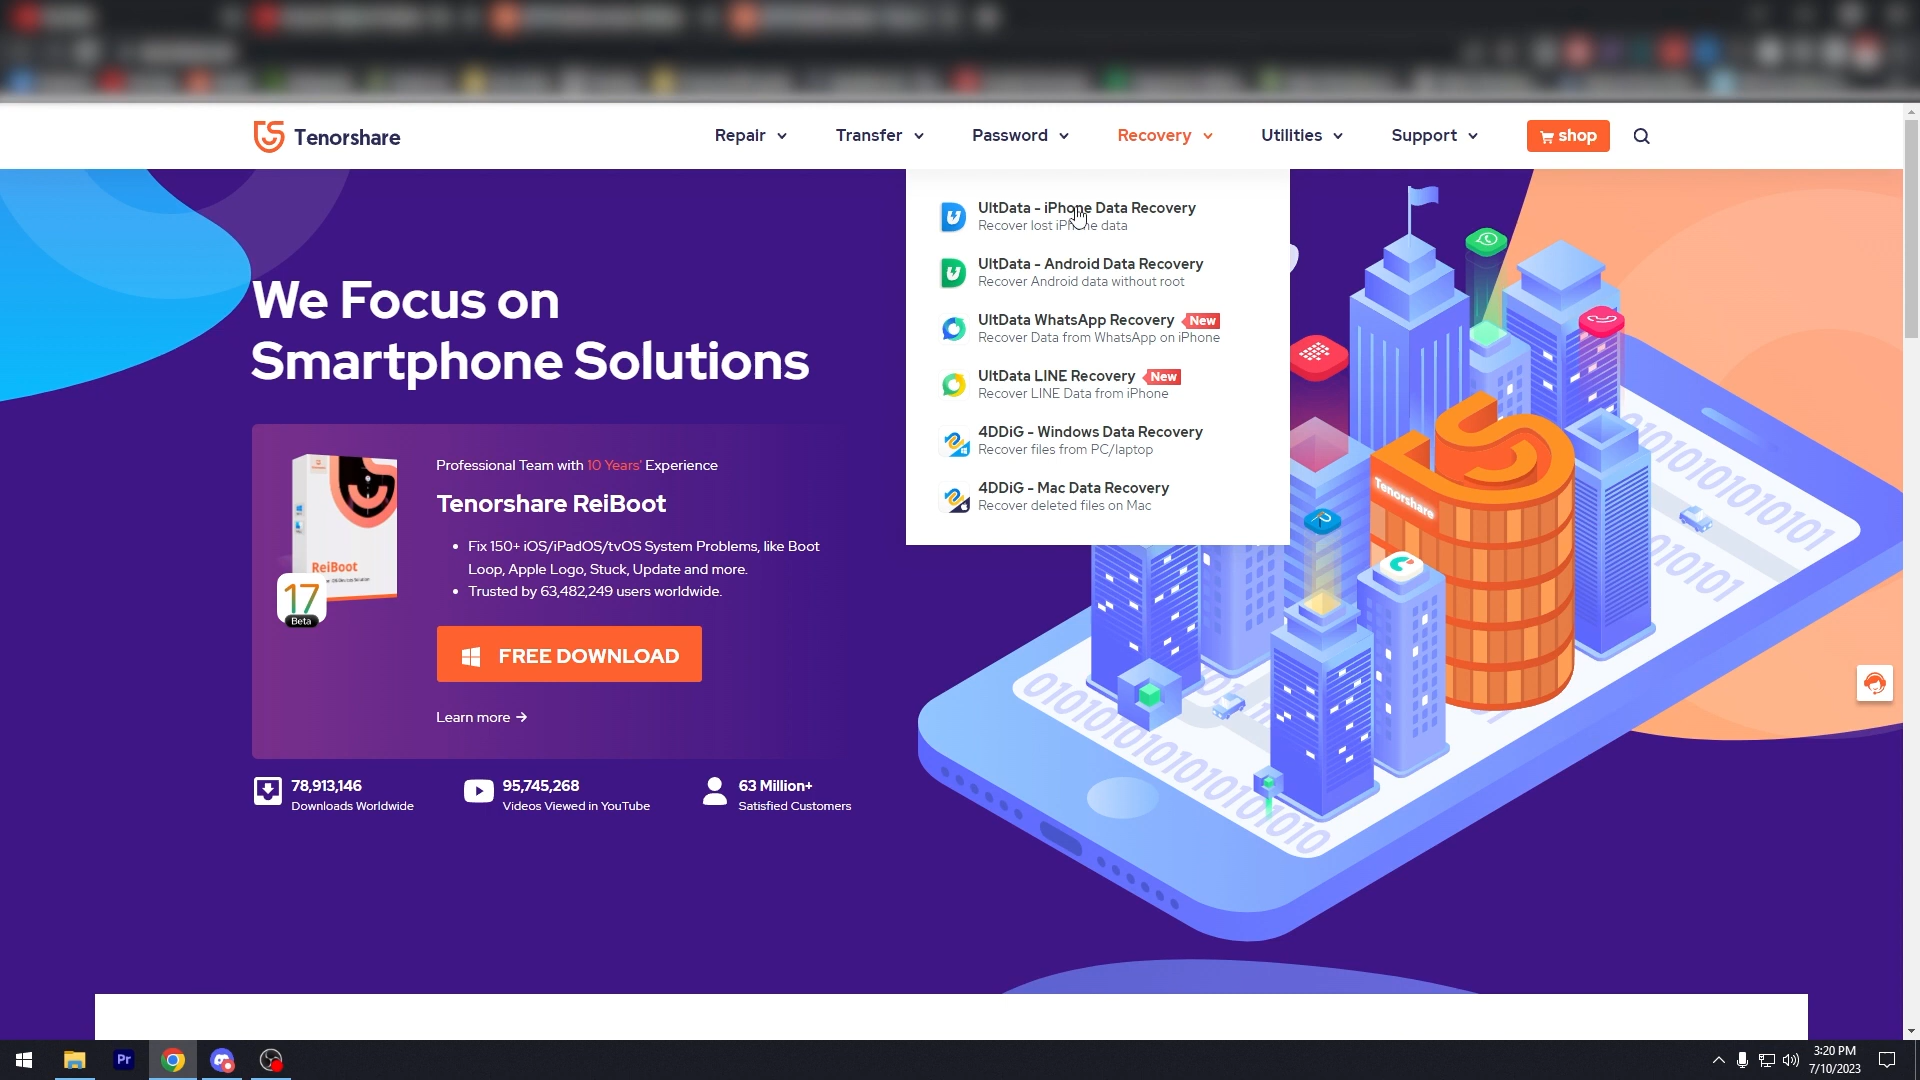 Tenorshare
Repair
Transfer
Password
Recovery
Utilities
Support
shop
UltData - iPhone Data Recovery
Recover lost iPhone data
UltData - Android Data Recovery
Recover Android data without root
UltData WhatsApp Recovery New
Recover Data from WhatsApp on iPhone
UltData LINE Recovery New
Recover LINE Data from iPhone
4DDiG - Windows Data Recovery
Recover files from PC/laptop
4DDiG - Mac Data Recovery
Recover deleted files on Mac
We Focus on
Smartphone Solutions
Professional Team with 10 Years' Experience
Tenorshare ReiBoot
• Fix 150+ iOS/iPadOS/tvOS System Problems, like Boot
Loop, Apple Logo, Stuck, Update and more.
• Trusted by 63,482,249 users worldwide.
ReiBoot
17
Beta
FREE DOWNLOAD
Learn more →
78,913,146
Downloads Worldwide
95,745,268
Videos Viewed in YouTube
63 Million+
Satisfied Customers
Tenorshare
Pr
3:20 PM
7/10/2023